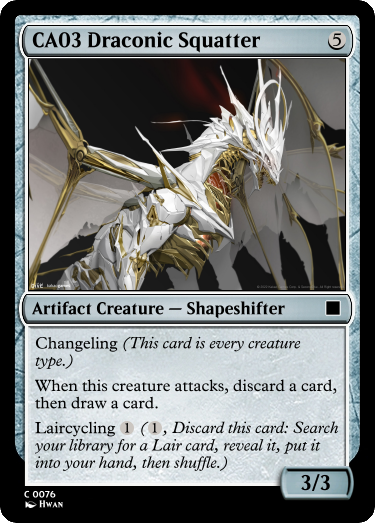 CA03 Draconic Squatter 5
Artifact Creature — Shapeshifter
Changeling (This card is every creature
type.)
When this creature attacks, discard a card,
then draw a card.
Laircycling 1 (1, Discard this card: Search
your library for a Lair card, reveal it, put it
into your hand, then shuffle.)
3/3
C 0076
Hwan